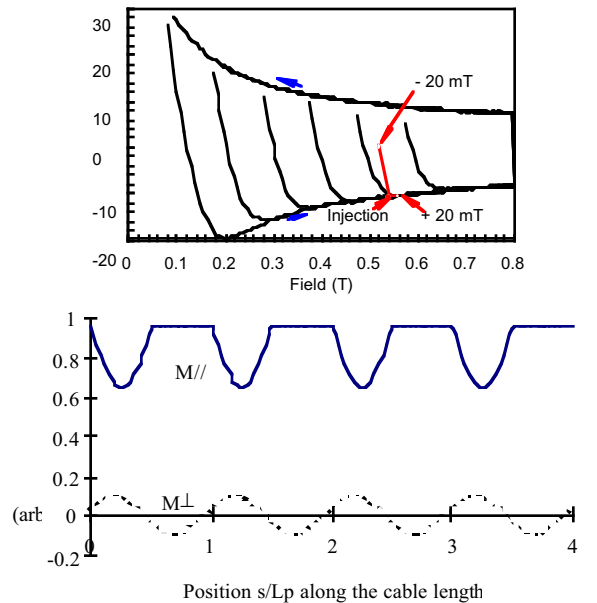 30
20
- 20 mT
10
0
-10
Injection
+ 20 mT
-20
0 0.1 0.2 0.3 0.4 0.5 0.6 0.7 0.8
Field (T)
1
0.8
M//
0.6
0.4
0.2
M⊥
(arb
0
-0.2
0 1 2 3 4
Position s/Lp along the cable length